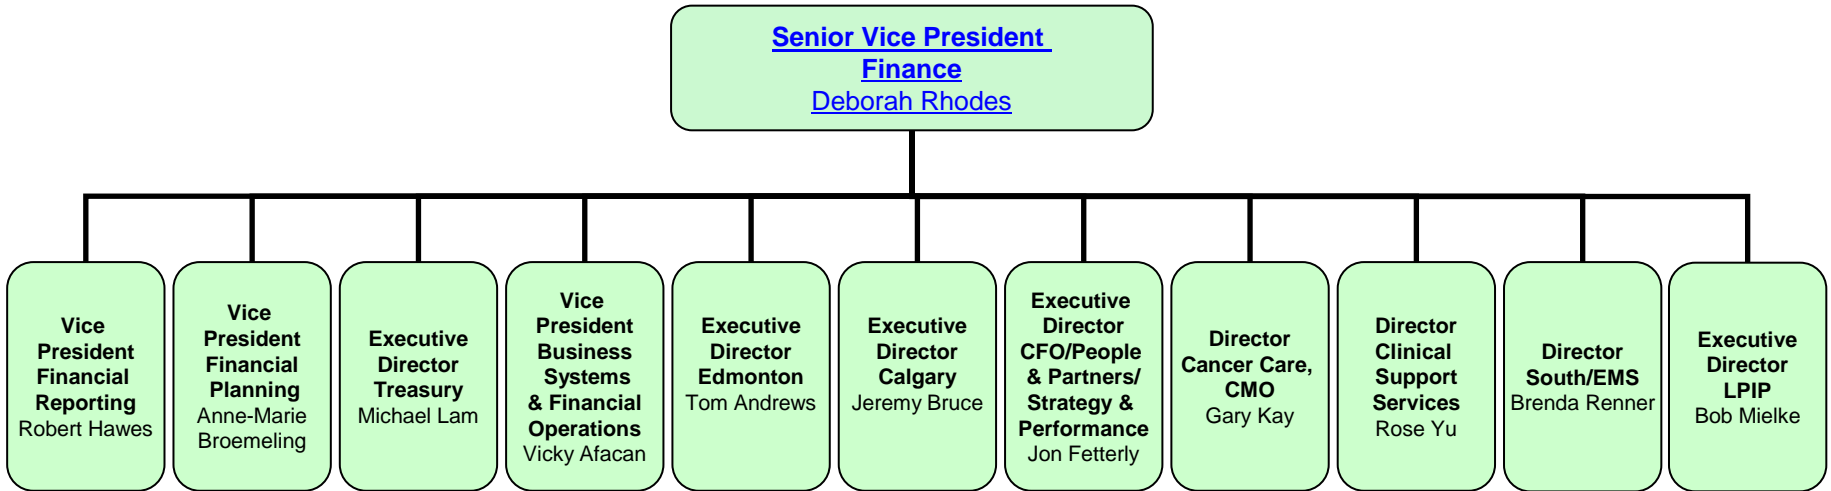 Senior Vice President
Finance
Deborah Rhodes
Vice
President
Financial
Reporting
Robert Hawes
Vice
President
Financial
Planning
Anne-Marie
Broemeling
Executive
Director
Treasury
Michael Lam
Vice
President
Business
Systems
& Financial
Operations
Vicky Afacan
Executive
Director
Edmonton
Tom Andrews
Executive
Director
Calgary
Jeremy Bruce
Executive
Director
CFO/People
& Partners/
Strategy &
Performance
Jon Fetterly
Director
Cancer Care,
CMO
Gary Kay
Director
Clinical
Support
Services
Rose Yu
Director
South/EMS
Brenda Renner
Executive
Director
LPIP
Bob Mielke